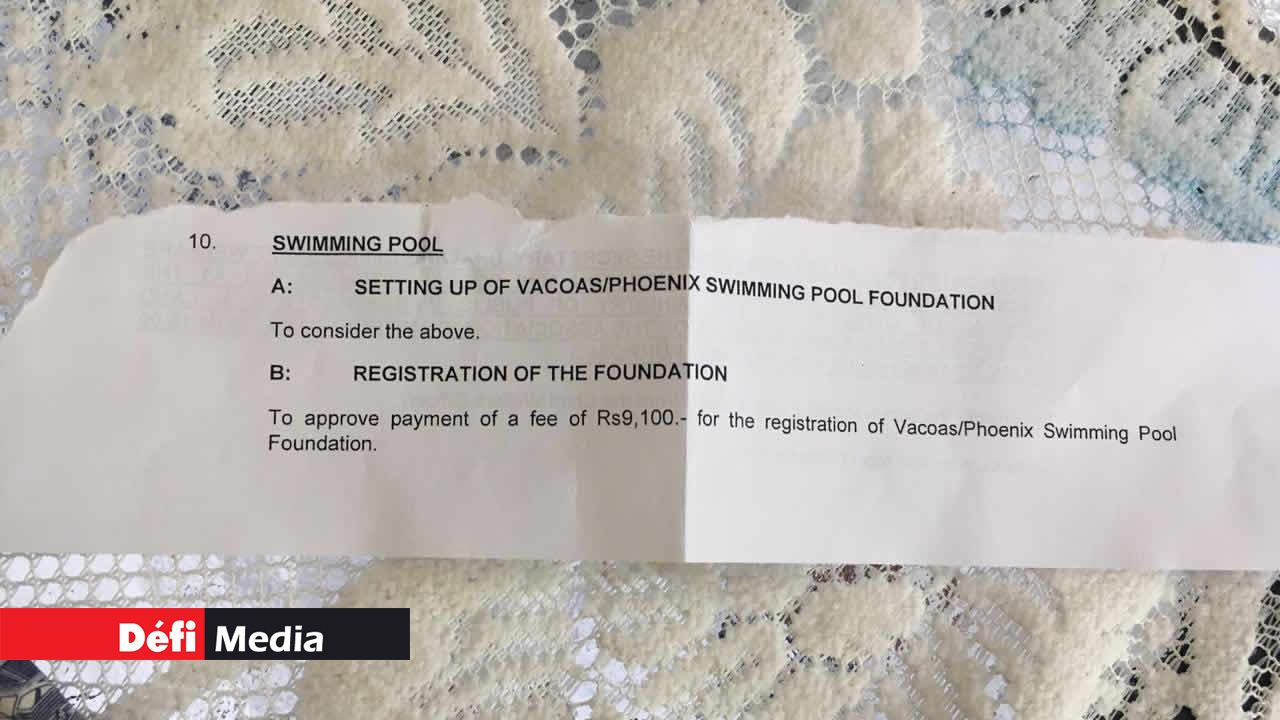 10. SWIMMING POOL
A: SETTING UP OF VACOAS/PHOENIX SWIMMING POOL FOUNDATION
To consider the above.
B: REGISTRATION OF THE FOUNDATION
To approve payment of a fee of Rs9,100.- for the registration of Vacoas/Phoenix Swimming Pool
Foundation.
Défi Media